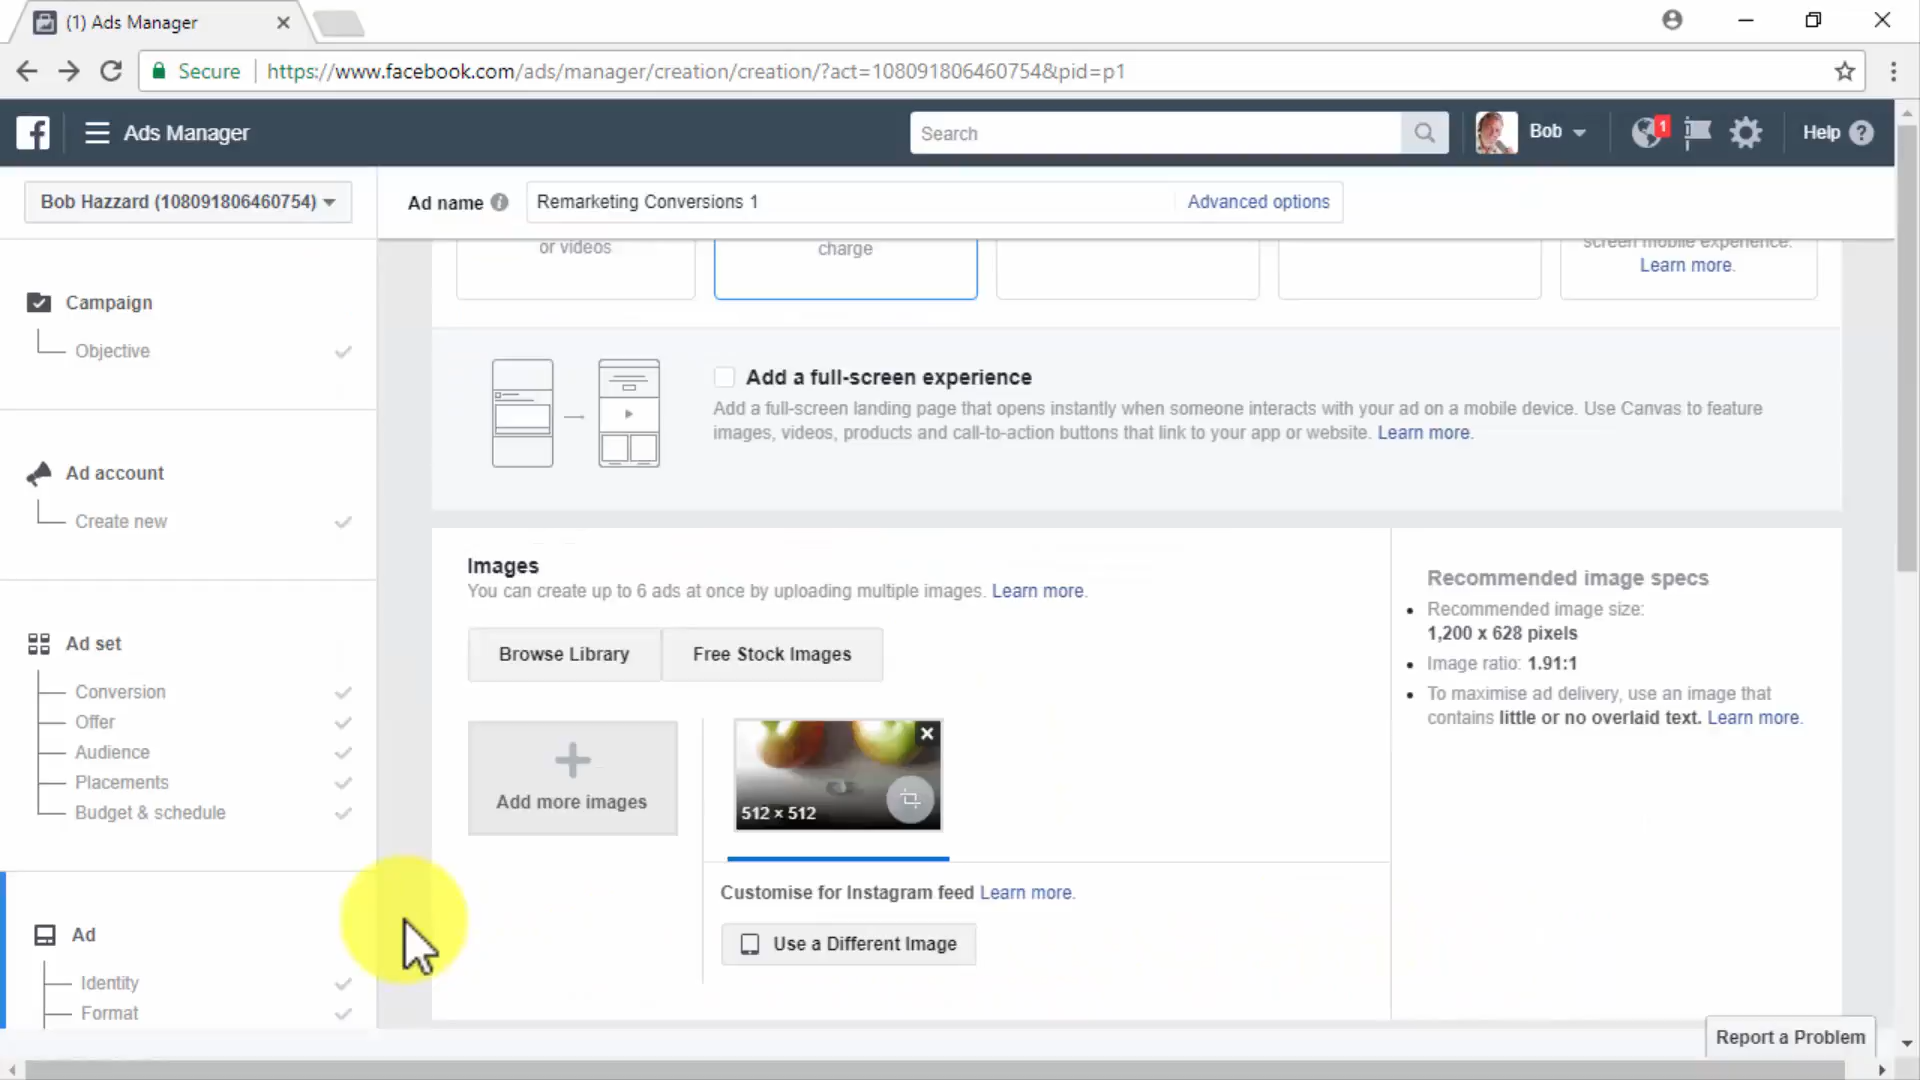 (1) Ads Manager
Secure
https://www.facebook.com/ads/manager/creation/creation/?act=108091806460754&pid=p1
Ads Manager
Search
Bob
1
Help
Bob Hazzard (108091806460754)
Ad name
Remarketing Conversions 1
Advanced options
or videos
charge
screen mobile experience.
Learn more.
Campaign
Objective
Ad account
Create new
Ad set
Conversion
Offer
Audience
Placements
Budget & schedule
Ad
Identity
Format
Add a full-screen experience
Add a full-screen landing page that opens instantly when someone interacts with your ad on a mobile device. Use Canvas to feature
images, videos, products and call-to-action buttons that link to your app or website. Learn more.
Images
You can create up to 6 ads at once by uploading multiple images. Learn more.
Browse Library
Free Stock Images
Add more images
512 × 512
Customise for Instagram feed Learn more.
Use a Different Image
Recommended image specs
Recommended image size:
1,200 x 628 pixels
Image ratio: 1.91:1
To maximise ad delivery, use an image that
contains little or no overlaid text. Learn more.
Report a Problem